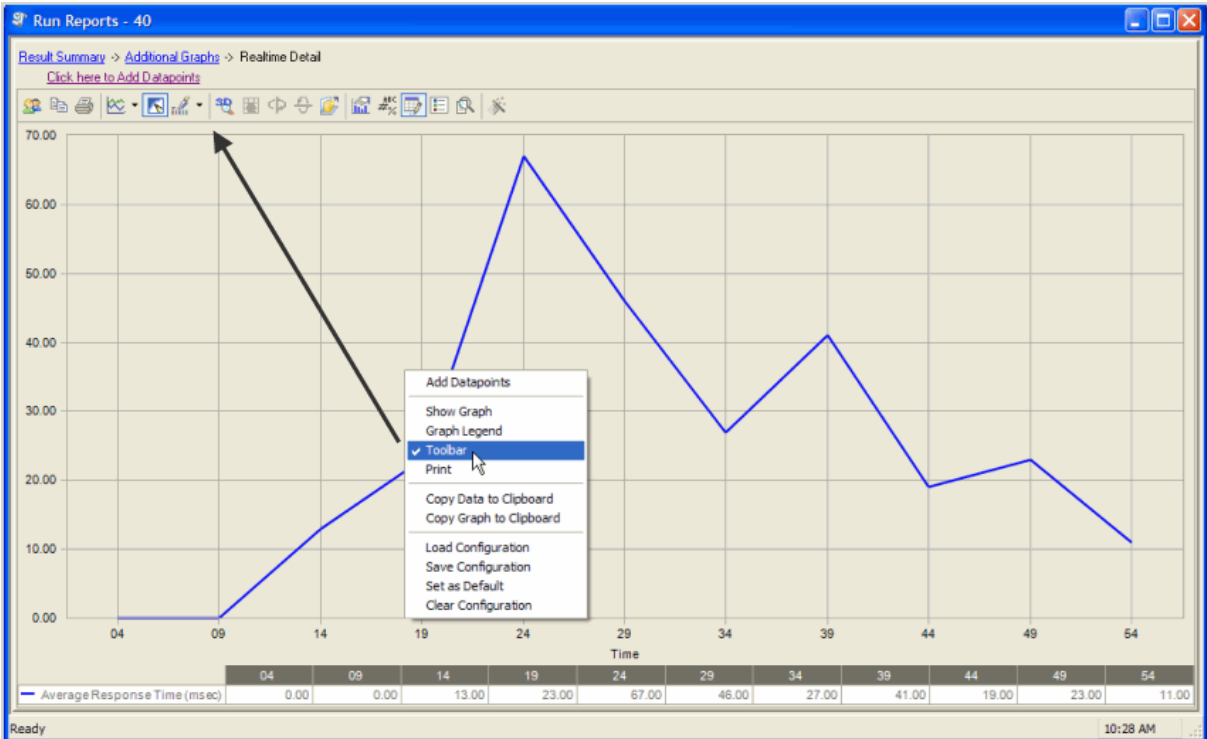 Run Reports - 40
Result Summary -> Additional Graphs -> Realtime Detail
Click here to Add Datapoints
70.00
60.00
50.00
40.00
30.00
20.00
10.00
0.00
Add Datapoints
Show Graph
Graph Legend
Toolbar
Print
Copy Data to Clipboard
Copy Graph to Clipboard
Load Configuration
Save Configuration
Set as Default
Clear Configuration
04 09 14 19 24 29 34 39 44 49 54
Time
04 09 14 19 24 29 34 39 44 49 54
Average Response Time (msec) 0.00 0.00 13.00 23.00 67.00 46.00 27.00 41.00 19.00 23.00 11.00
Ready 10:28 AM